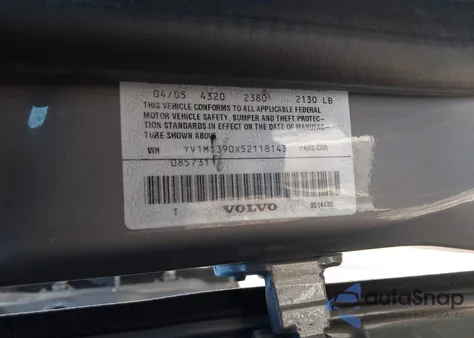 04/05 4320 2380 2130 LB
THIS VEHICLE CONFORMS TO ALL APPLICABLE FEDERAL
MOTOR VEHICLE SAFETY, BUMPER AND THEFT PROTEC-
TION STANDARDS IN EFFECT ON THE DATE OF MANUFAC-
TURE SHOWN ABOVE.
VIN YV1MS390X52118143 PASS.CAR
085731
T VOLVO 8514635
autoSnap